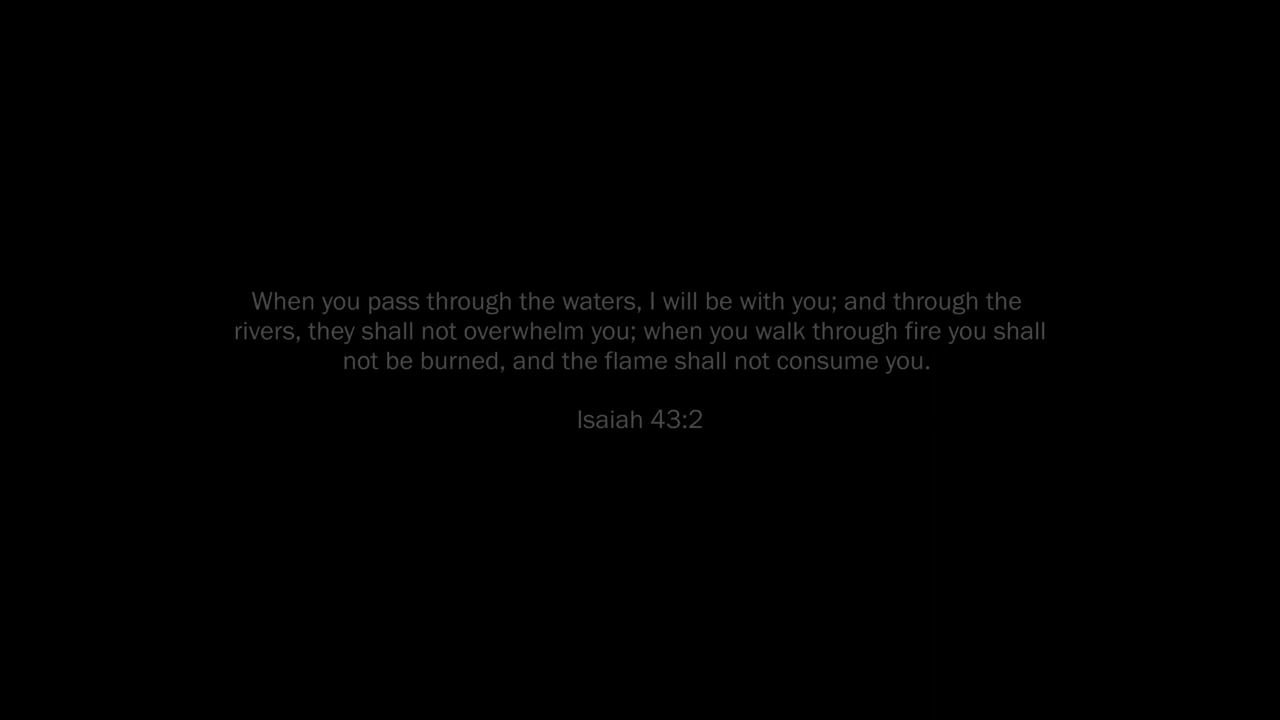 When you pass through the waters, I will be with you; and through the
rivers, they shall not overwhelm you; when you walk through fire you shall
not be burned, and the flame shall not consume you.
Isaiah 43:2